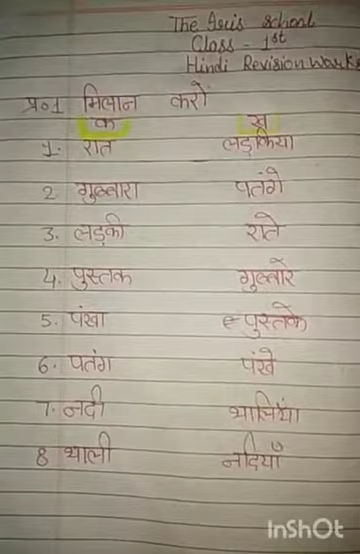 The Asis School
Class - 1st
Hindi Revision Works
प्र०1 मिलान करों
क ख
1. रात लड़किया
2. गुब्बारा पतंगे
3. लड़की राते
4. पुस्तक गुब्बारे
5. पंखा पुस्तके
6. पतंग पंखे
7. नदी थालियां
8 थाली नदियाँ
InShOt